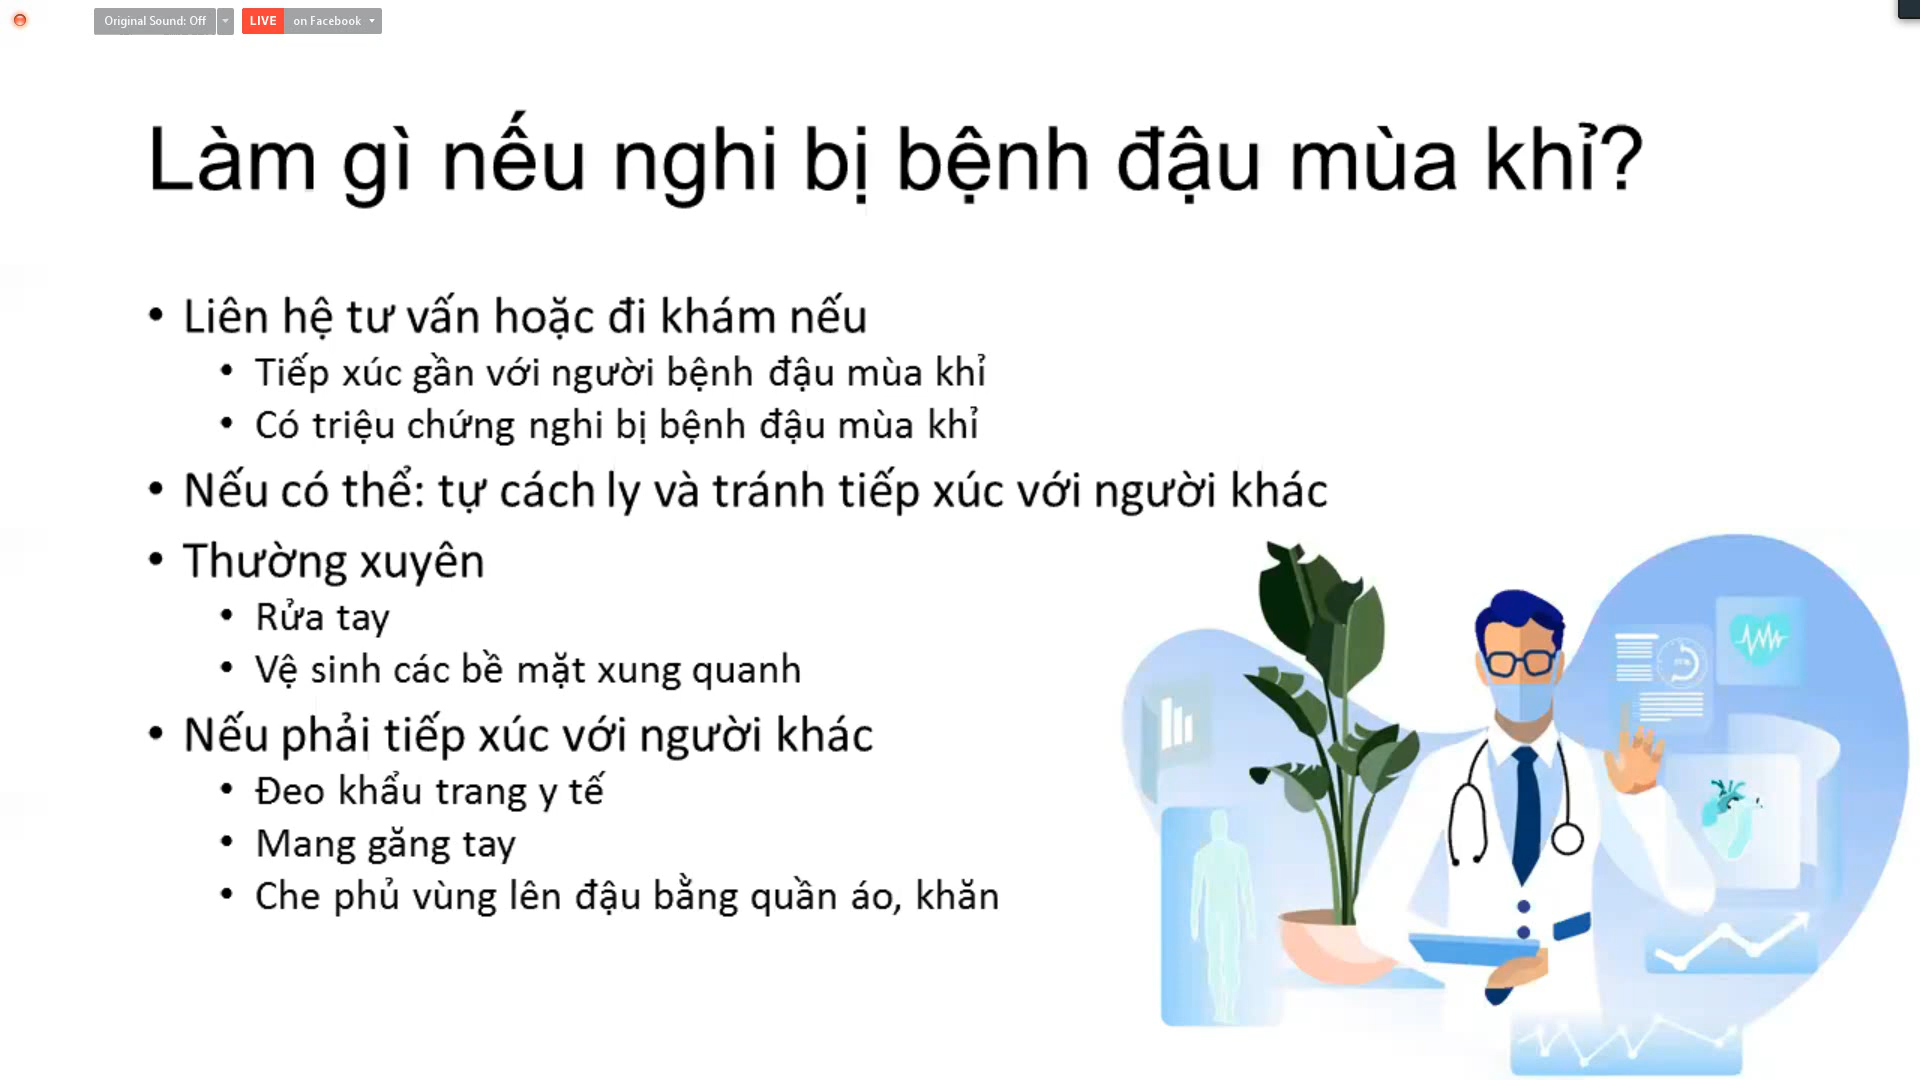 Original Sound: Off
LIVE on Facebook
Làm gì nếu nghi bị bệnh đậu mùa khỉ?
• Liên hệ tư vấn hoặc đi khám nếu
• Tiếp xúc gần với người bệnh đậu mùa khỉ
• Có triệu chứng nghi bị bệnh đậu mùa khỉ
• Nếu có thể: tự cách ly và tránh tiếp xúc với người khác
• Thường xuyên
• Rửa tay
• Vệ sinh các bề mặt xung quanh
• Nếu phải tiếp xúc với người khác
• Đeo khẩu trang y tế
• Mang găng tay
• Che phủ vùng lên đậu bằng quần áo, khăn